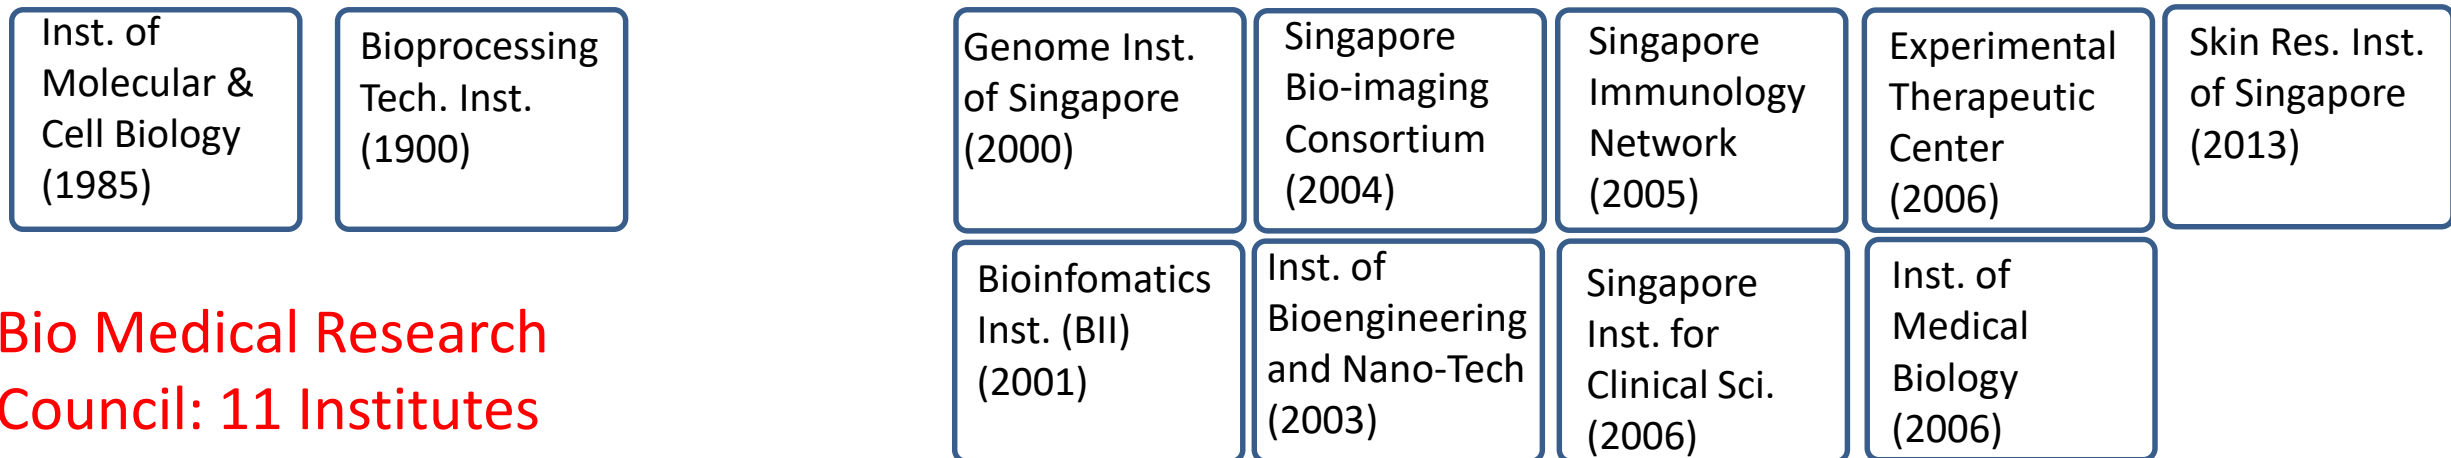 Inst. of
Molecular &
Cell Biology
(1985)
Bioprocessing
Tech. Inst.
(1900)
Genome Inst.
of Singapore
(2000)
Singapore
Bio-imaging
Consortium
(2004)
Singapore
Immunology
Network
(2005)
Experimental
Therapeutic
Center
(2006)
Skin Res. Inst.
of Singapore
(2013)
Bio Medical Research
Council: 11 Institutes
Bioinfomatics
Inst. (BII)
(2001)
Inst. of
Bioengineering
and Nano-Tech
(2003)
Singapore
Inst. for
Clinical Sci.
(2006)
Inst. of
Medical
Biology
(2006)